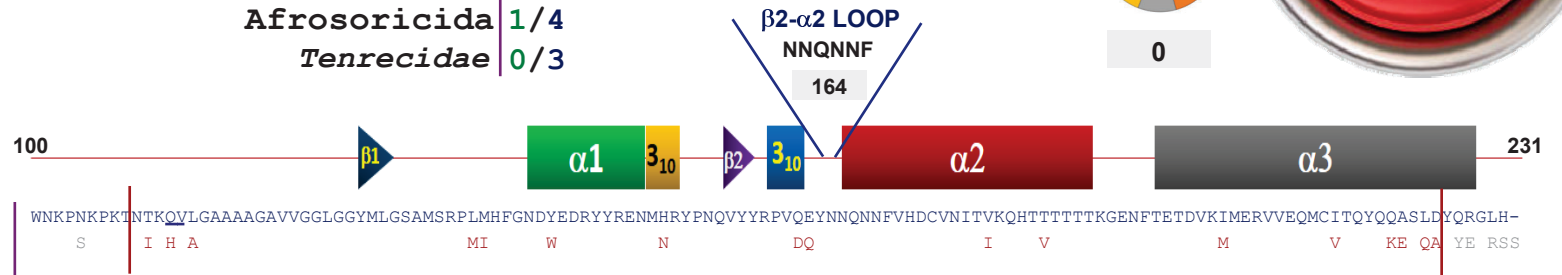 Afrosoricida 1/4
Tenrecidae 0/3
β2-α2 LOOP
NNQNNF
164
0
100
β1
α1
3₁₀
β2
3₁₀
α2
α3
231
WNKPNKPKTNTKQVLGAAAAGAVVGGLGGYMLGSAMSRPLMHFGNDYEDRYYRENMHRYPNQVYYRPVQEYNNQNNFVHDCVNITVKQHTTTTTTKGENFTETDVKIMERVVEQMCITQYQQASLDYQRGLH-
S I H A MI W N DQ I V M V KE QA YE RSS